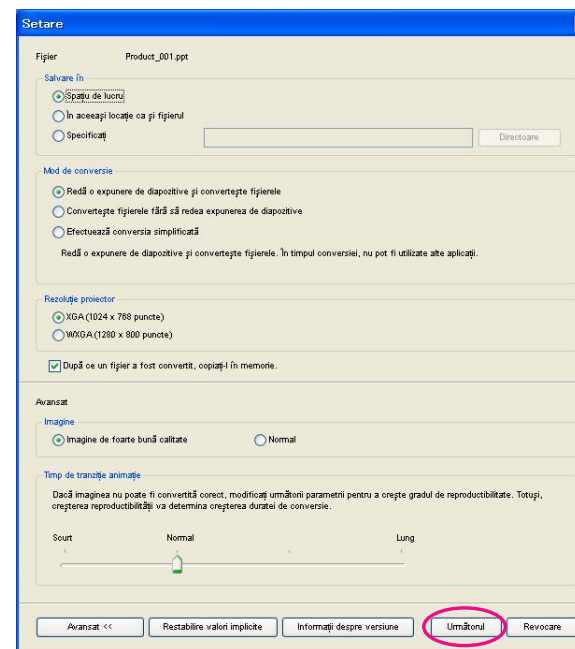 Setare
Fişier Product_001.ppt
Salvare în
Spaţiu de lucru
În aceeaşi locaţie ca şi fişierul
Specificaţi Directoare
Mod de conversie
Redă o expunere de diapozitive şi converteşte fişierele
Converteşte fişierele fără să redea expunerea de diapozitive
Efectuează conversia simplificată
Redă o expunere de diapozitive şi converteşte fişierele. În timpul conversiei, nu pot fi utilizate alte aplicaţii.
Rezoluţie proiector
XGA (1024 x 768 puncte)
WXGA (1280 x 800 puncte)
După ce un fişier a fost convertit, copiaţi-l în memorie.
Avansat
Imagine
Imagine de foarte bună calitate Normal
Timp de tranziţie animaţie
Dacă imaginea nu poate fi convertită corect, modificaţi următorii parametrii pentru a creşte gradul de reproductibilitate. Totuşi,
creşterea reproductibilităţii va determina creşterea duratei de conversie.
Scurt Normal Lung
Avansat << Restabilire valori implicite Informaţii despre versiune Următorul Revocare